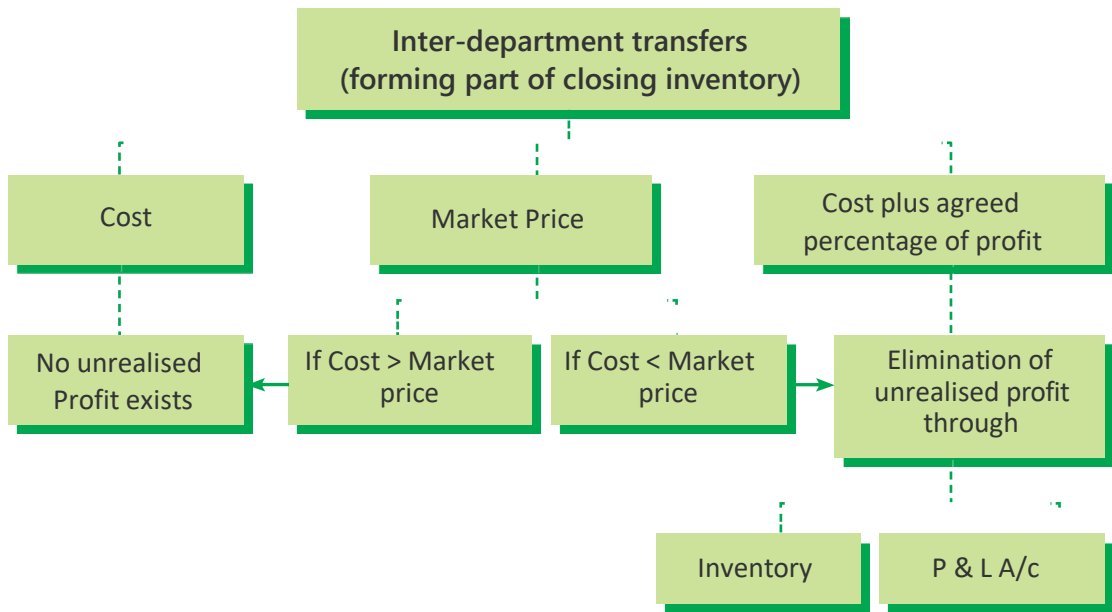 Inter-department transfers
(forming part of closing inventory)
Cost
Market Price
Cost plus agreed
percentage of profit
No unrealised
Profit exists
If Cost > Market
price
If Cost < Market
price
Elimination of
unrealised profit
through
Inventory
P & L A/c